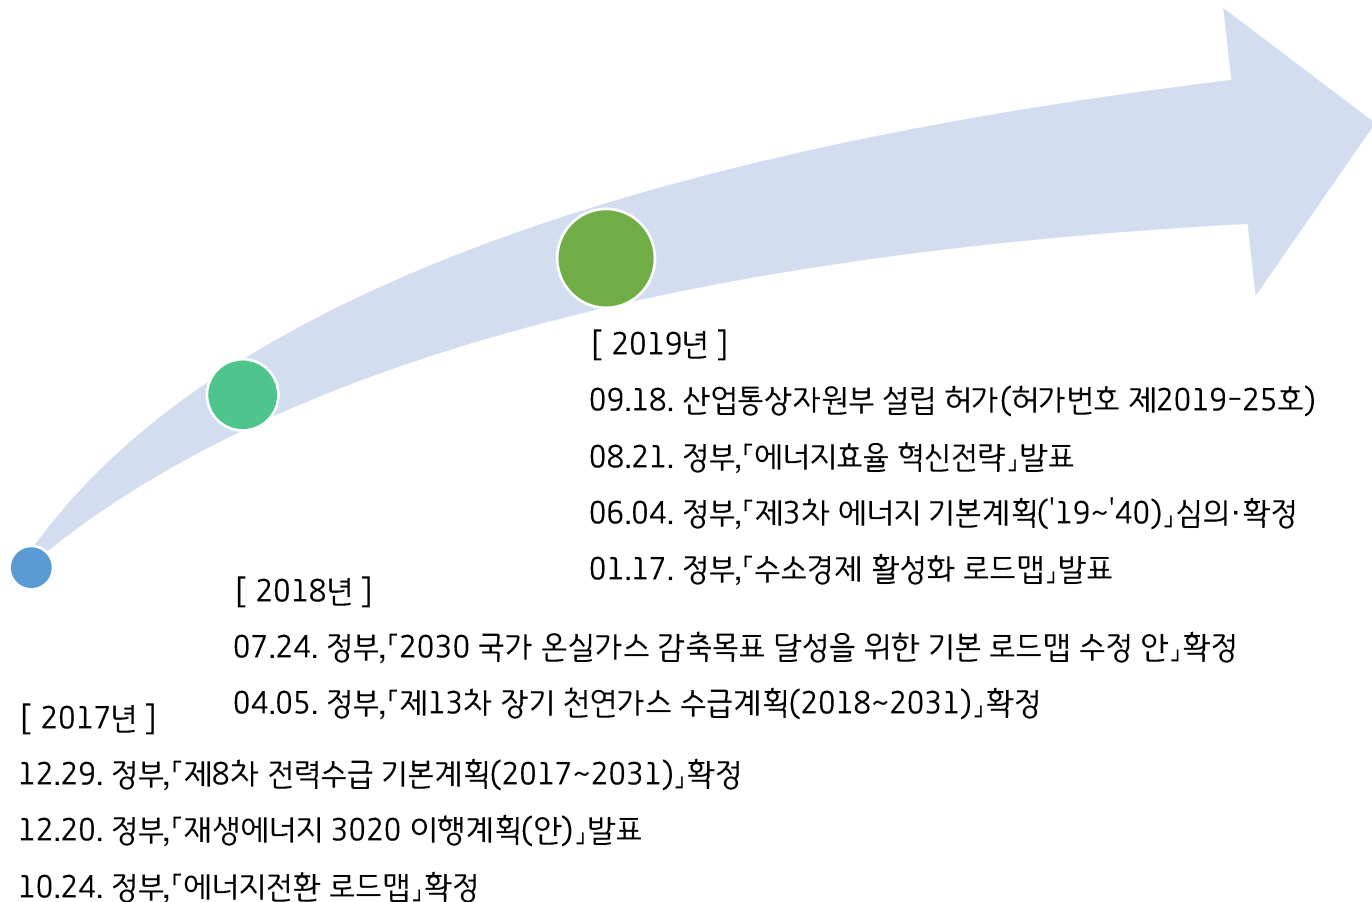 [ 2019년 ]
09.18. 산업통상자원부 설립 허가(허가번호 제2019-25호)
08.21. 정부,「에너지효율 혁신전략」발표
06.04. 정부,「제3차 에너지 기본계획('19~'40)」심의·확정
01.17. 정부,「수소경제 활성화 로드맵」발표
[ 2018년 ]
07.24. 정부,「2030 국가 온실가스 감축목표 달성을 위한 기본 로드맵 수정 안」확정
04.05. 정부,「제13차 장기 천연가스 수급계획(2018~2031)」확정
[ 2017년 ]
12.29. 정부,「제8차 전력수급 기본계획(2017~2031)」확정
12.20. 정부,「재생에너지 3020 이행계획(안)」발표
10.24. 정부,「에너지전환 로드맵」확정